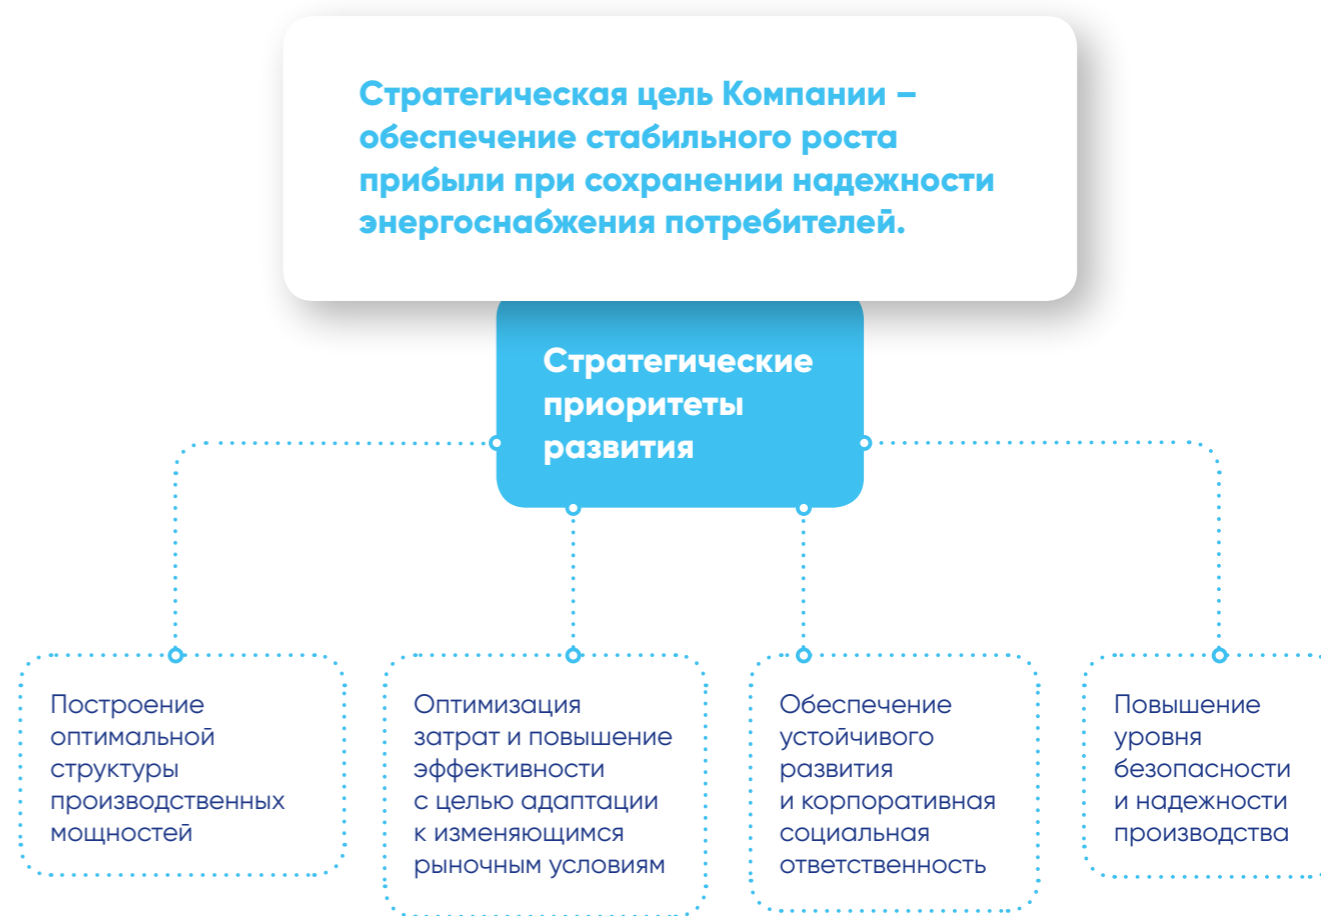 Стратегическая цель Компании –
обеспечение стабильного роста
прибыли при сохранении надежности
энергоснабжения потребителей.
Стратегические
приоритеты
развития
Построение
оптимальной
структуры
производственных
мощностей
Оптимизация
затрат и повышение
эффективности
с целью адаптации
к изменяющимся
рыночным условиям
Обеспечение
устойчивого
развития
и корпоративная
социальная
ответственность
Повышение
уровня
безопасности
и надежности
производства